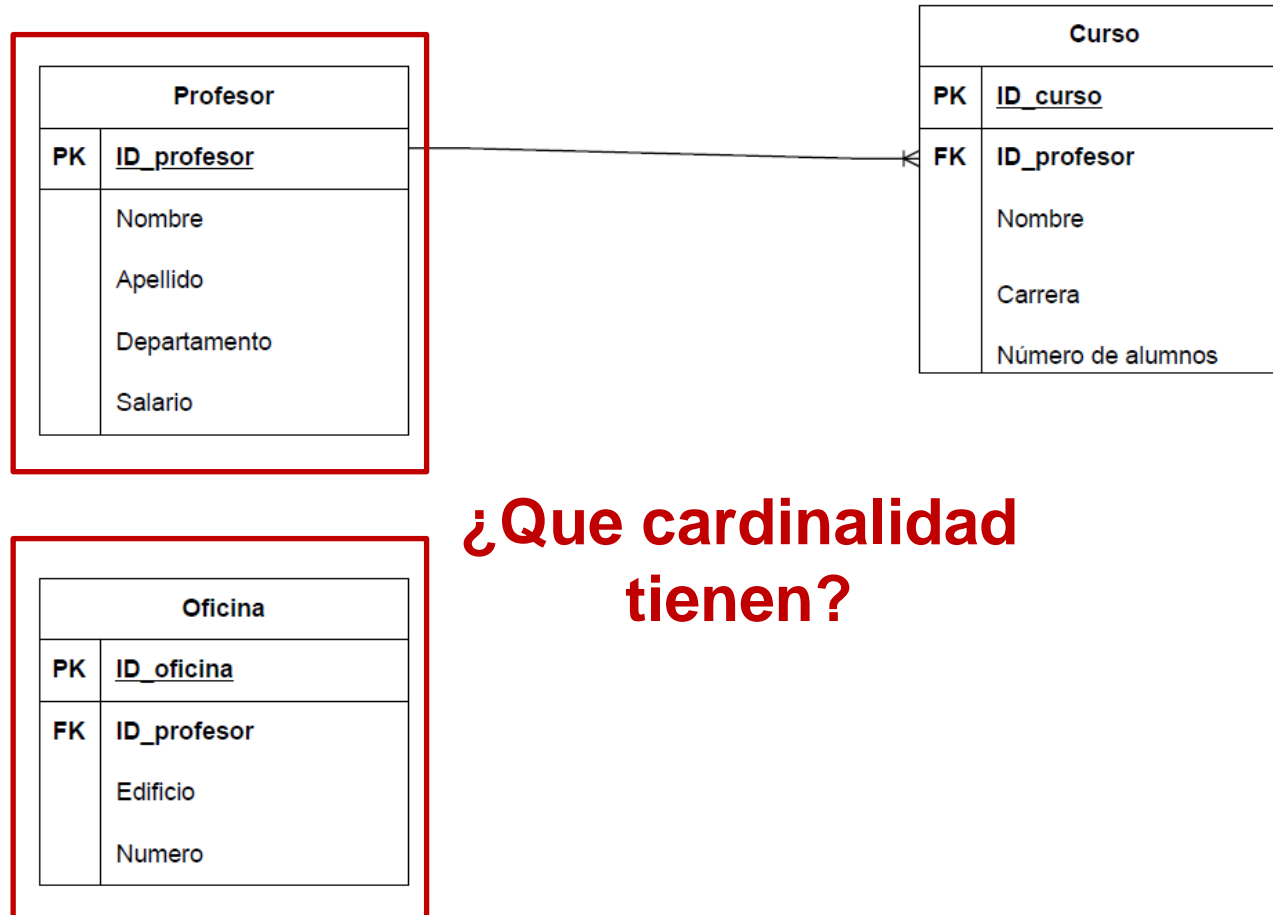 Profesor
PK ID_profesor
Nombre
Apellido
Departamento
Salario
Curso
PK ID_curso
FK ID_profesor
Nombre
Carrera
Número de alumnos
¿Que cardinalidad
tienen?
Oficina
PK ID_oficina
FK ID_profesor
Edificio
Numero